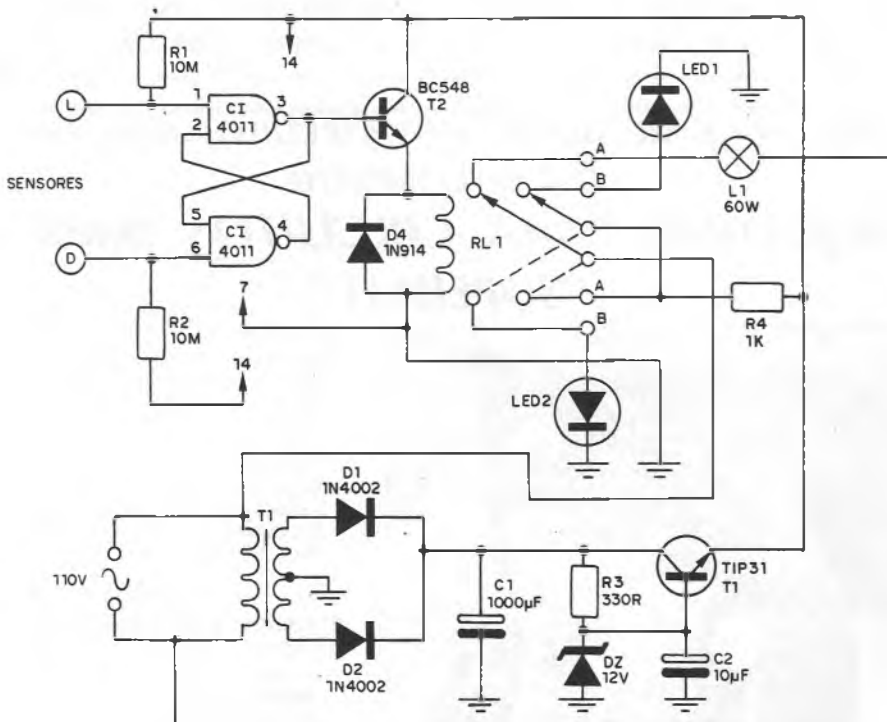 R1
10M
14
BC548
T2
LED1
L
1
2
CI
4011
3
A
B
L1
60W
SENSORES
D4
1N914
RL1
5
6
CI
4011
4
D
7
A
B
R4
1K
R2
10M
14
LED2
D1
1N4002
T1
110V
C1
1000µF
R3
330R
TIP31
T1
D2
1N4002
DZ
12V
C2
10µF